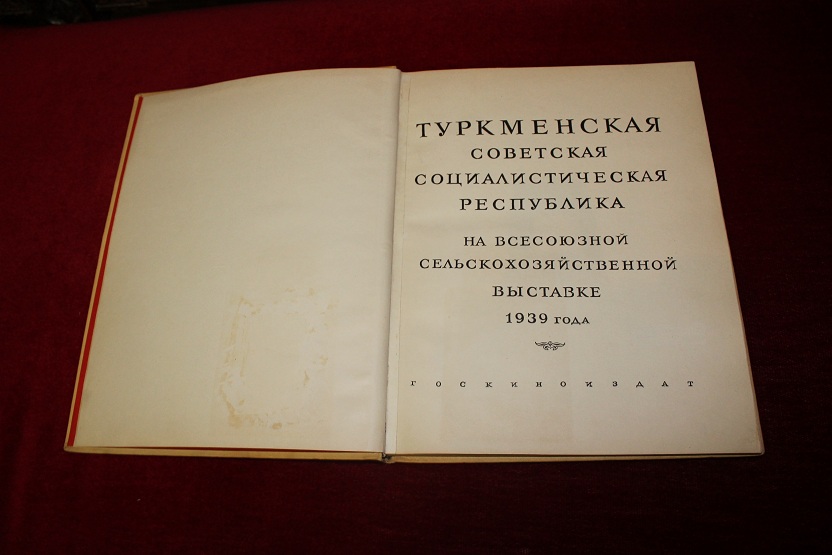 ТУРКМЕНСКАЯ
СОВЕТСКАЯ
СОЦИАЛИСТИЧЕСКАЯ
РЕСПУБЛИКА
НА ВСЕСОЮЗНОЙ
СЕЛЬСКОХОЗЯЙСТВЕННОЙ
ВЫСТАВКЕ
1939 ГОДА
ГОСКИНОИЗДАТ